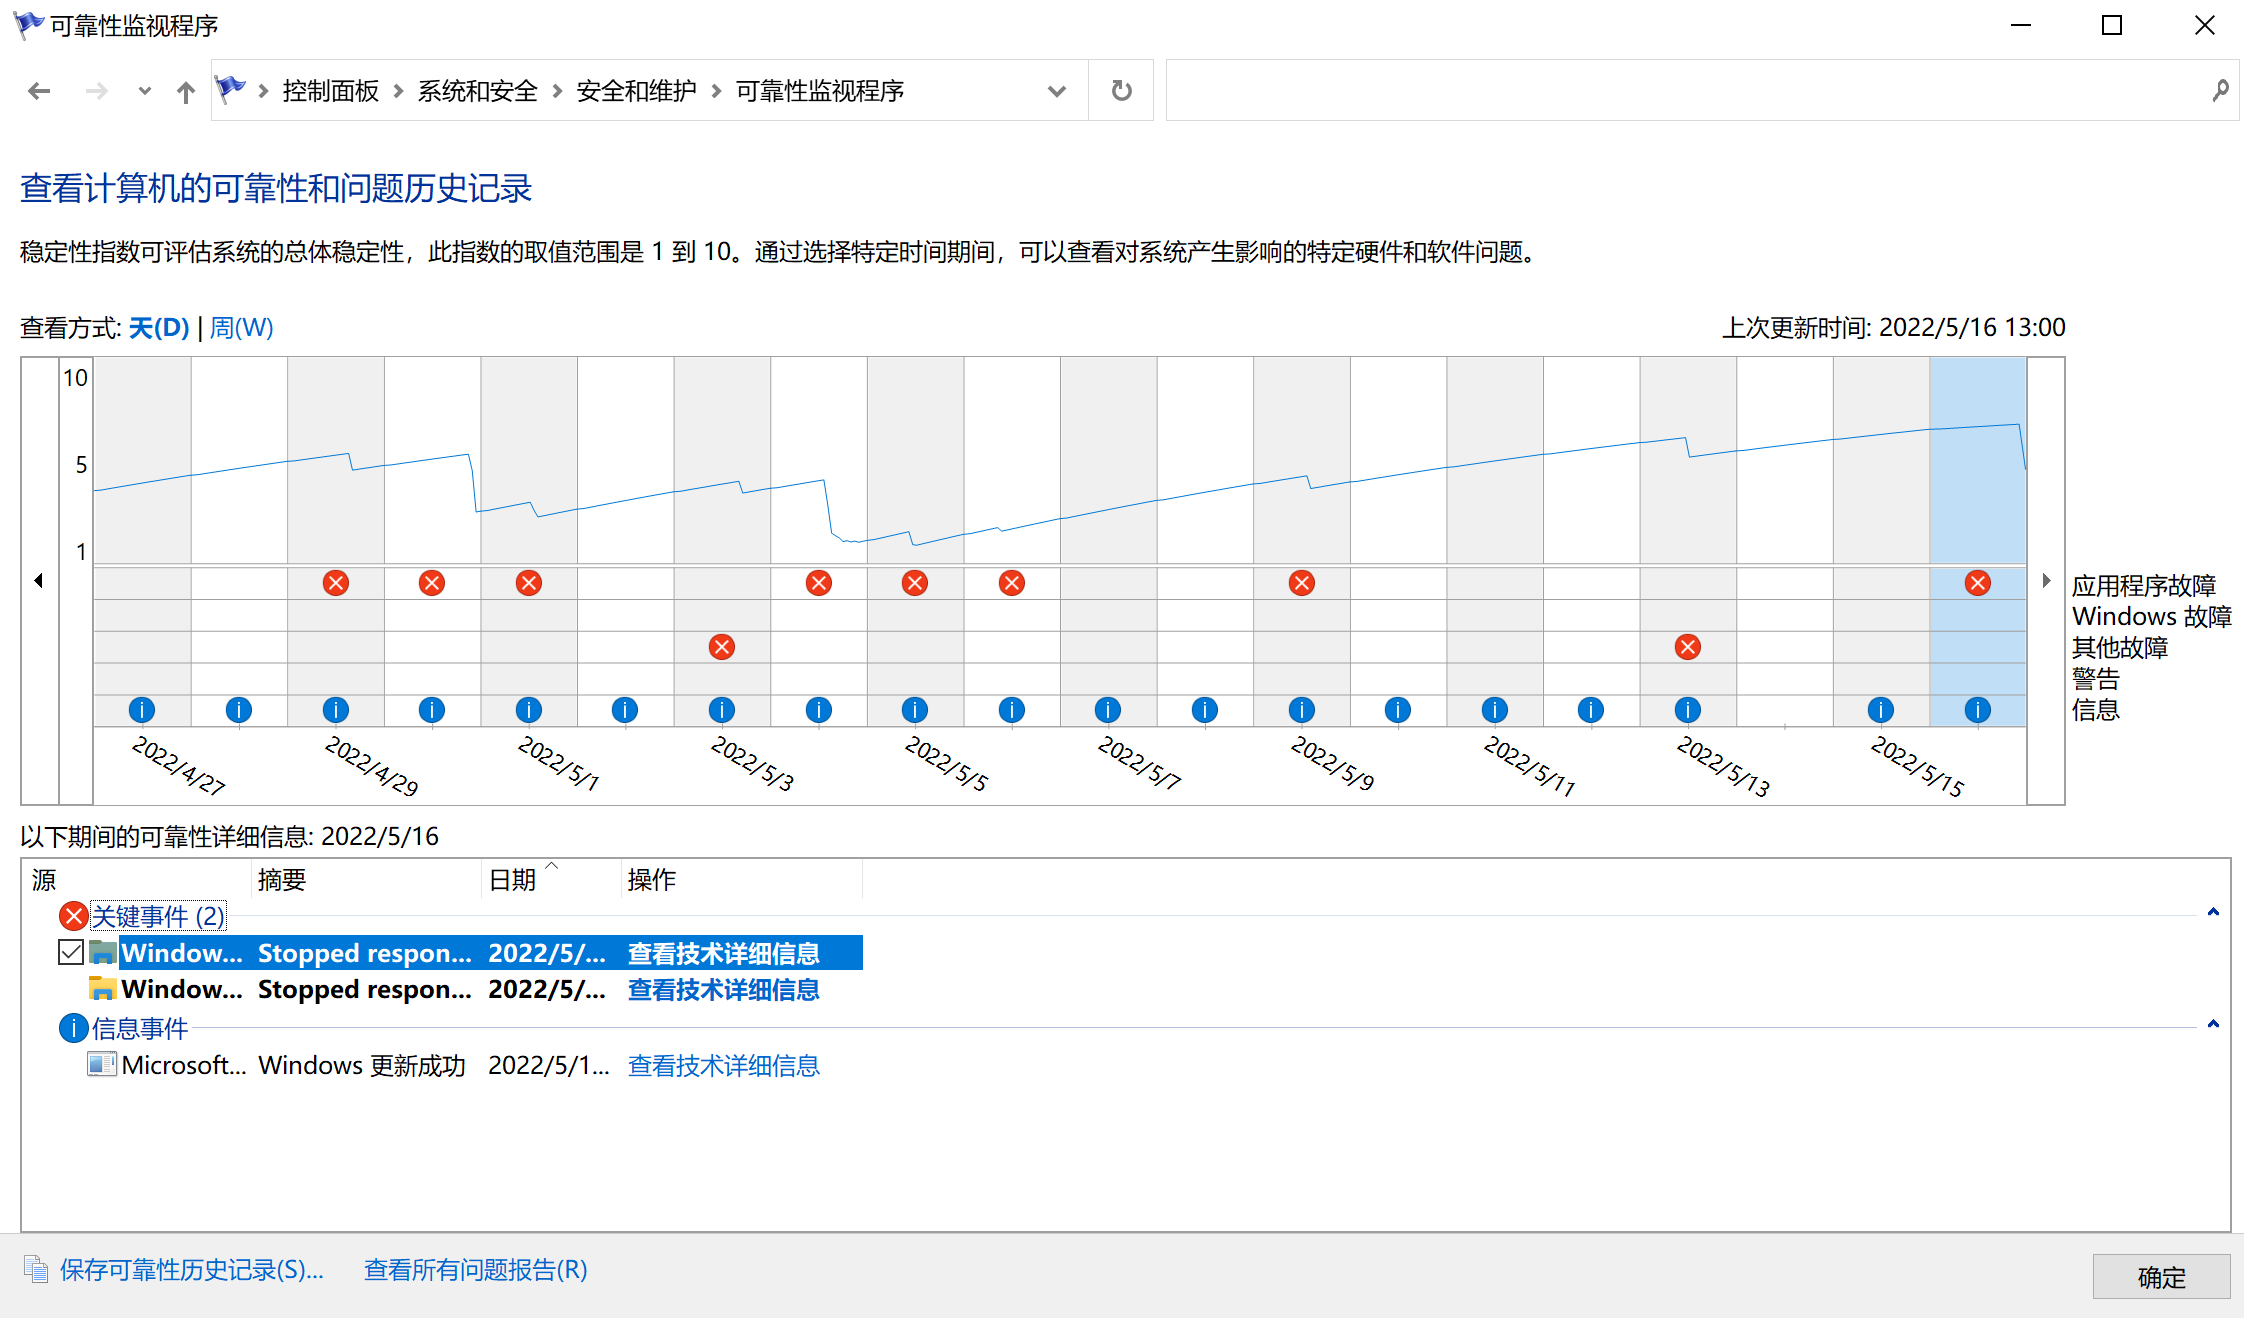 可靠性监视程序
控制面板 系统和安全 安全和维护 可靠性监视程序
查看计算机的可靠性和问题历史记录
稳定性指数可评估系统的总体稳定性，此指数的取值范围是 1 到 10。通过选择特定时间期间，可以查看对系统产生影响的特定硬件和软件问题。
查看方式: 天(D) | 周(W)
上次更新时间: 2022/5/16 13:00
10
5
1
应用程序故障
Windows 故障
其他故障
警告
信息
2022/4/27 2022/4/29 2022/5/1 2022/5/3 2022/5/5 2022/5/7 2022/5/9 2022/5/11 2022/5/13 2022/5/15
以下期间的可靠性详细信息: 2022/5/16
源 摘要 日期 操作
关键事件 (2)
Window... Stopped respon... 2022/5/... 查看技术详细信息
Window... Stopped respon... 2022/5/... 查看技术详细信息
信息事件
Microsoft... Windows 更新成功 2022/5/1... 查看技术详细信息
保存可靠性历史记录(S)... 查看所有问题报告(R)
确定